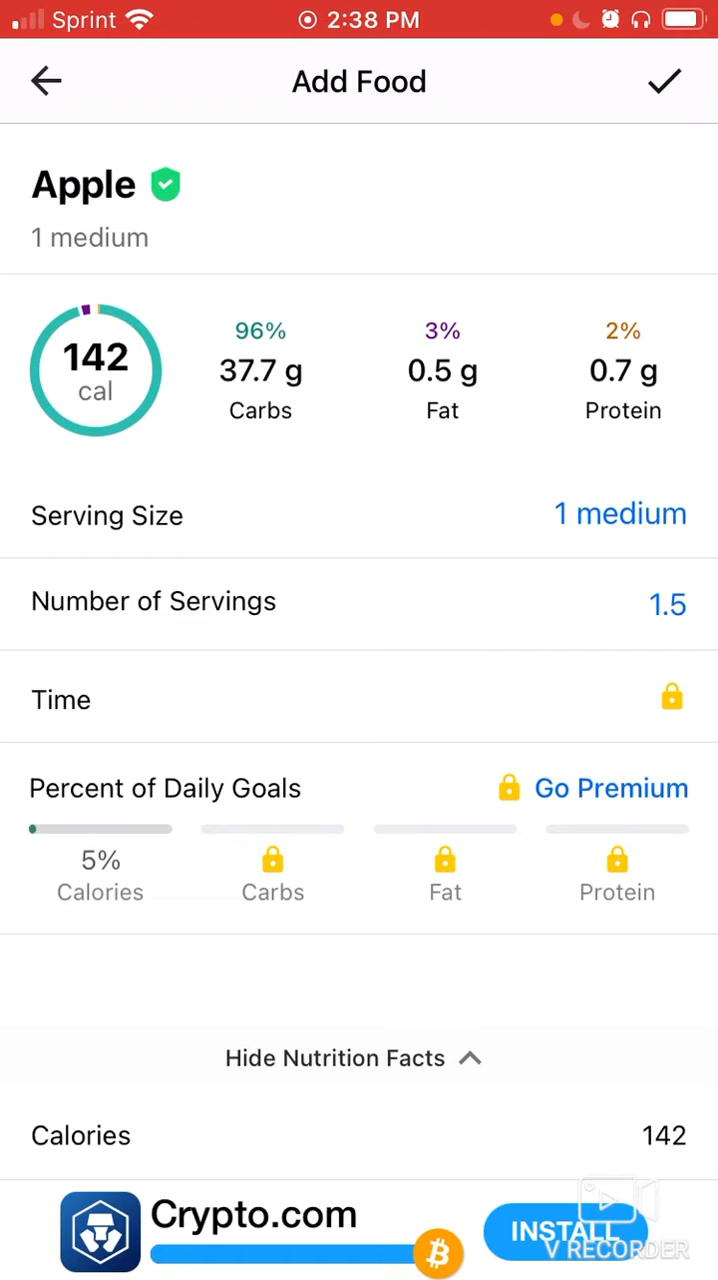 Sprint 2:38 PM
Add Food
Apple
1 medium
142
cal
96% 3% 2%
37.7 g 0.5 g 0.7 g
Carbs Fat Protein
Serving Size 1 medium
Number of Servings 1.5
Time
Percent of Daily Goals Go Premium
5%
Calories Carbs Fat Protein
Hide Nutrition Facts
Calories 142
Crypto.com
INSTALL
V RECORDER